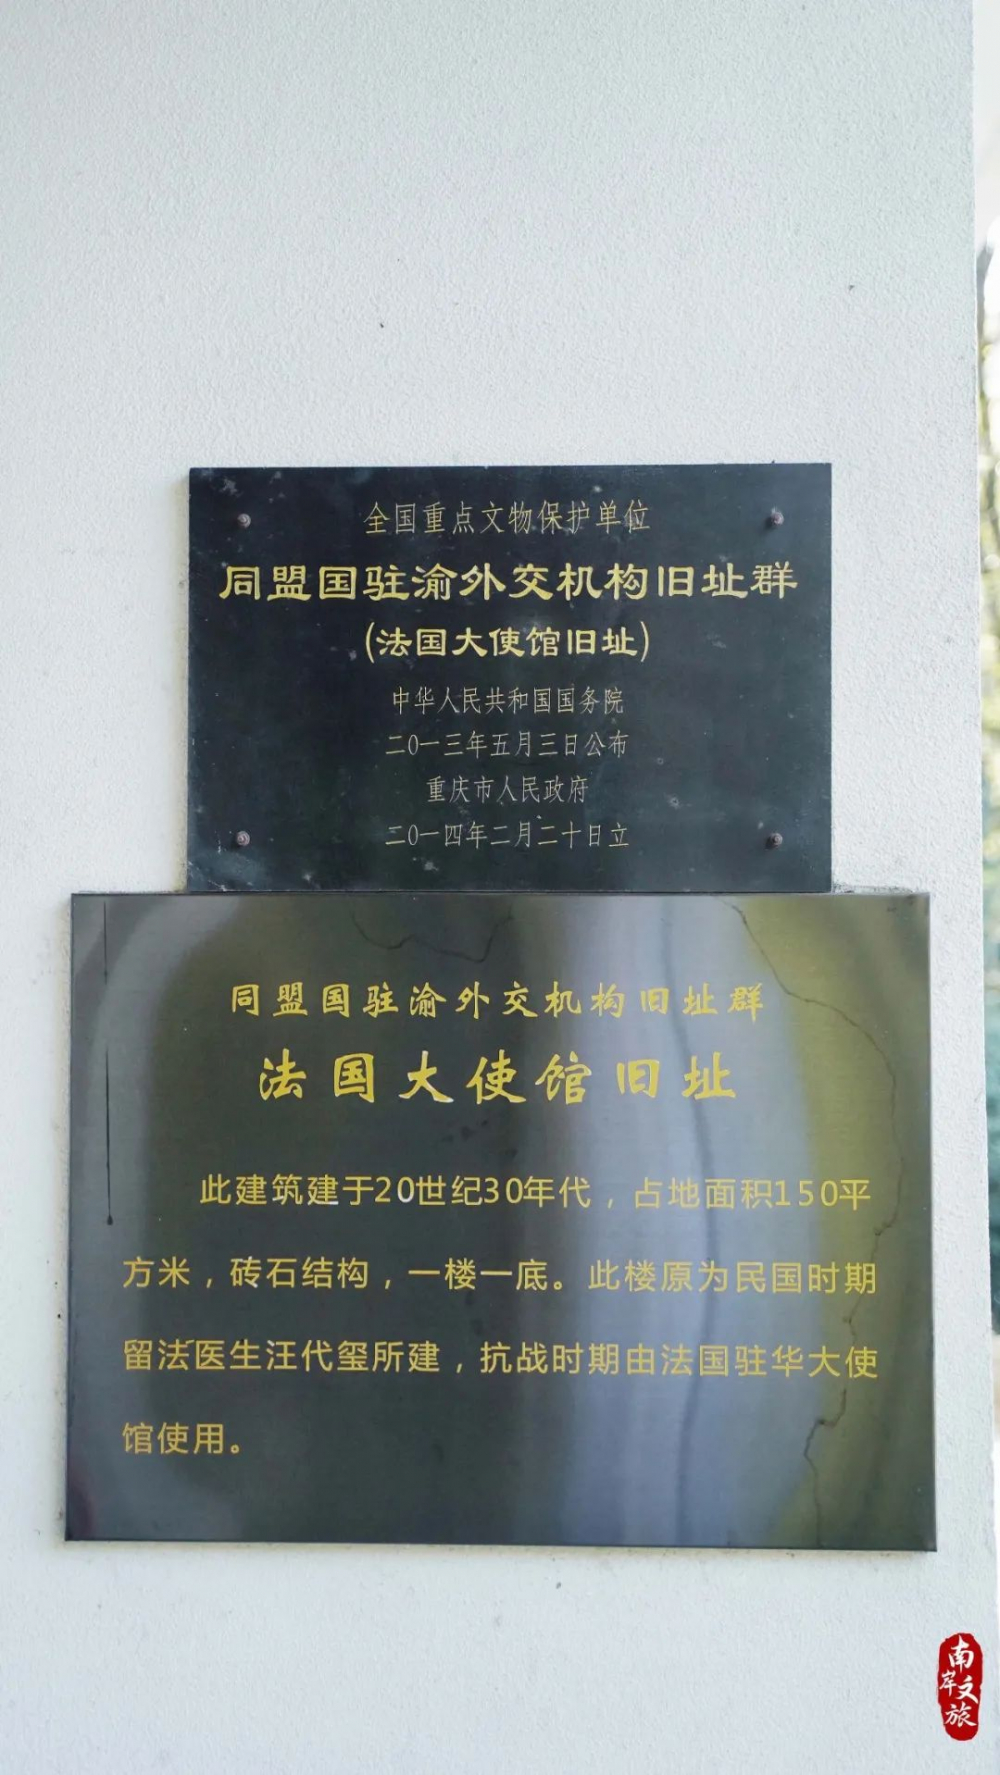 全国重点文物保护单位
同盟国驻渝外交机构旧址群
(法国大使馆旧址)
中华人民共和国国务院
二〇一三年五月三日公布
重庆市人民政府
二〇一四年二月二十日立
同盟国驻渝外交机构旧址群
法国大使馆旧址
此建筑建于20世纪30年代，占地面积150平
方米，砖石结构，一楼一底。此楼原为民国时期
留法医生汪代玺所建，抗战时期由法国驻华大使
馆使用。
南岸文旅